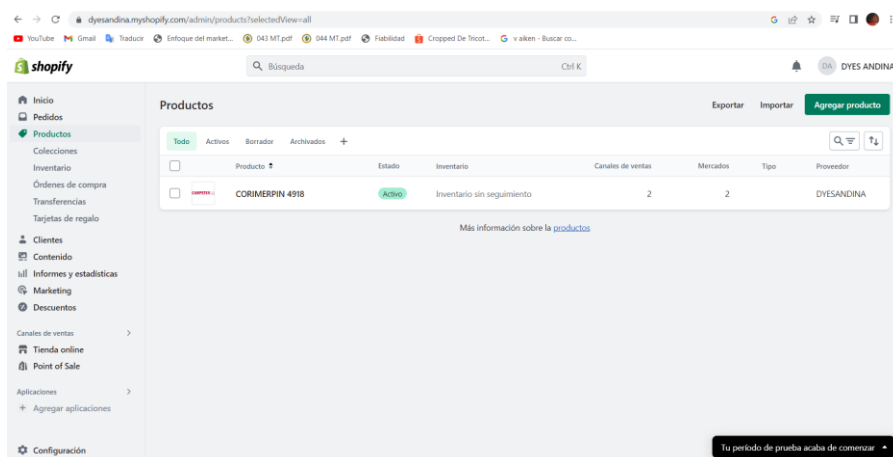 dyesandina.myshopify.com/admin/products?selectedView=all
YouTube Gmail Traducir Enfoque del market... 043 MT.pdf 044 MT.pdf Fiabilidad Cropped De Tricot... v aiken - Buscar co...
shopify Búsqueda Ctrl K DA DYES ANDINA
Inicio
Pedidos
Productos
Colecciones
Inventario
Órdenes de compra
Transferencias
Tarjetas de regalo
Clientes
Contenido
Informes y estadísticas
Marketing
Descuentos
Canales de ventas
Tienda online
Point of Sale
Aplicaciones
+ Agregar aplicaciones
Configuración
Productos Exportar Importar Agregar producto
Todo Activos Borrador Archivados +
Producto Estado Inventario Canales de ventas Mercados Tipo Proveedor
CORIMERPIN 4918 Activo Inventario sin seguimiento 2 2 DYESANDINA
Más información sobre la productos
Tu período de prueba acaba de comenzar